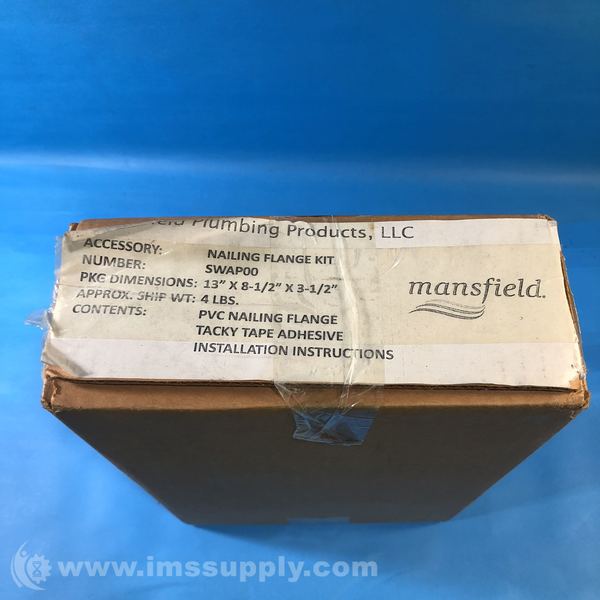 Plumbing Products, LLC
ACCESSORY: NAILING FLANGE KIT
NUMBER: SWAP00
PKG DIMENSIONS: 13" X 8-1/2" X 3-1/2"
APPROX. SHIP WT: 4 LBS.
CONTENTS: PVC NAILING FLANGE
TACKY TAPE ADHESIVE
INSTALLATION INSTRUCTIONS
mansfield.
www.imssupply.com